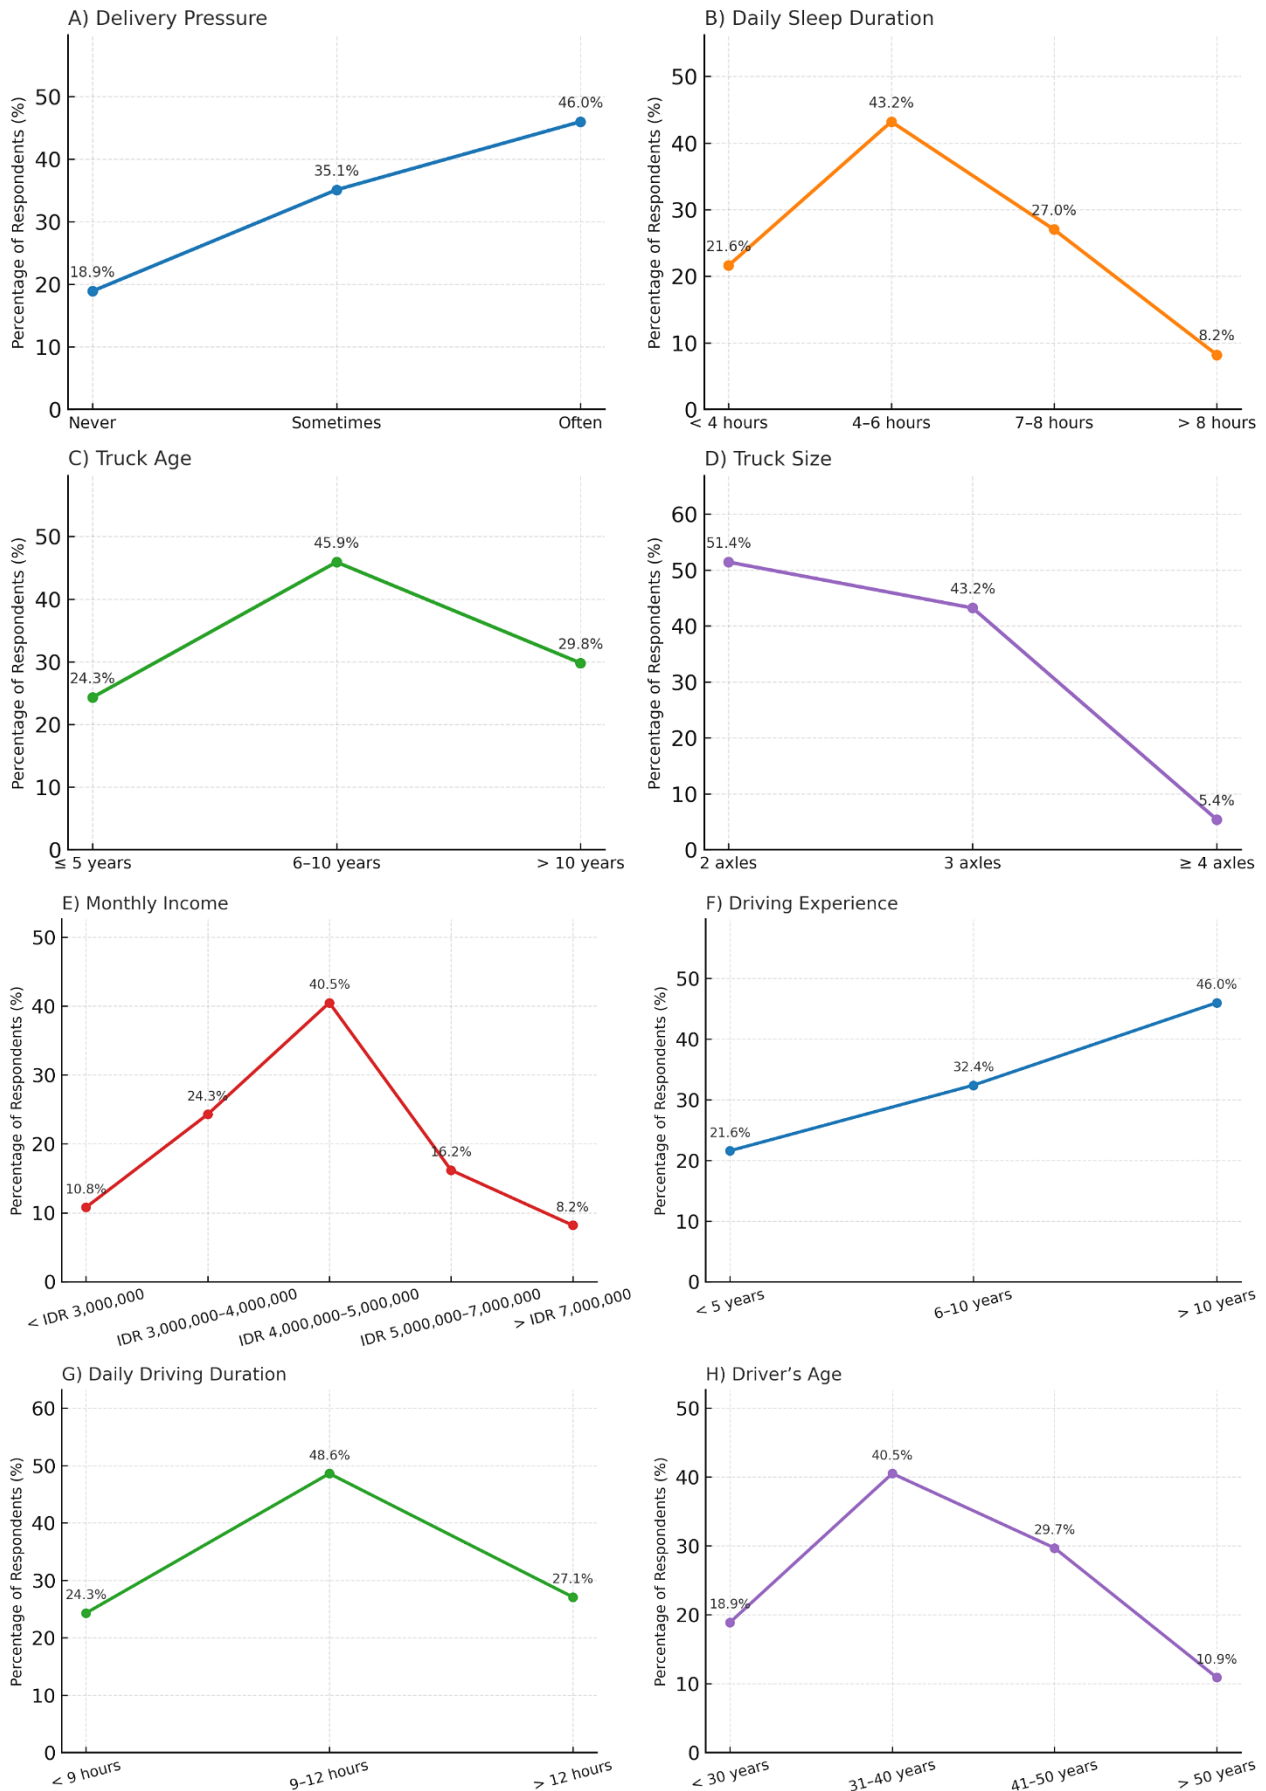 A) Delivery Pressure
Percentage of Respondents (%)
50
40
30
20
10
0
18.9%
35.1%
46.0%
Never
Sometimes
Often
B) Daily Sleep Duration
Percentage of Respondents (%)
50
40
30
20
10
0
21.6%
43.2%
27.0%
8.2%
< 4 hours
4–6 hours
7–8 hours
> 8 hours
C) Truck Age
Percentage of Respondents (%)
50
40
30
20
10
0
24.3%
45.9%
29.8%
≤ 5 years
6–10 years
> 10 years
D) Truck Size
Percentage of Respondents (%)
60
50
40
30
20
10
0
51.4%
43.2%
5.4%
2 axles
3 axles
≥ 4 axles
E) Monthly Income
Percentage of Respondents (%)
50
40
30
20
10
0
10.8%
24.3%
40.5%
16.2%
8.2%
< IDR 3,000,000
IDR 3,000,000–4,000,000
IDR 4,000,000–5,000,000
IDR 5,000,000–7,000,000
> IDR 7,000,000
F) Driving Experience
Percentage of Respondents (%)
50
40
30
20
10
0
21.6%
32.4%
46.0%
< 5 years
6–10 years
> 10 years
G) Daily Driving Duration
Percentage of Respondents (%)
60
50
40
30
20
10
0
24.3%
48.6%
27.1%
< 9 hours
9–12 hours
> 12 hours
H) Driver’s Age
Percentage of Respondents (%)
50
40
30
20
10
0
18.9%
40.5%
29.7%
10.9%
< 30 years
31–40 years
41–50 years
> 50 years